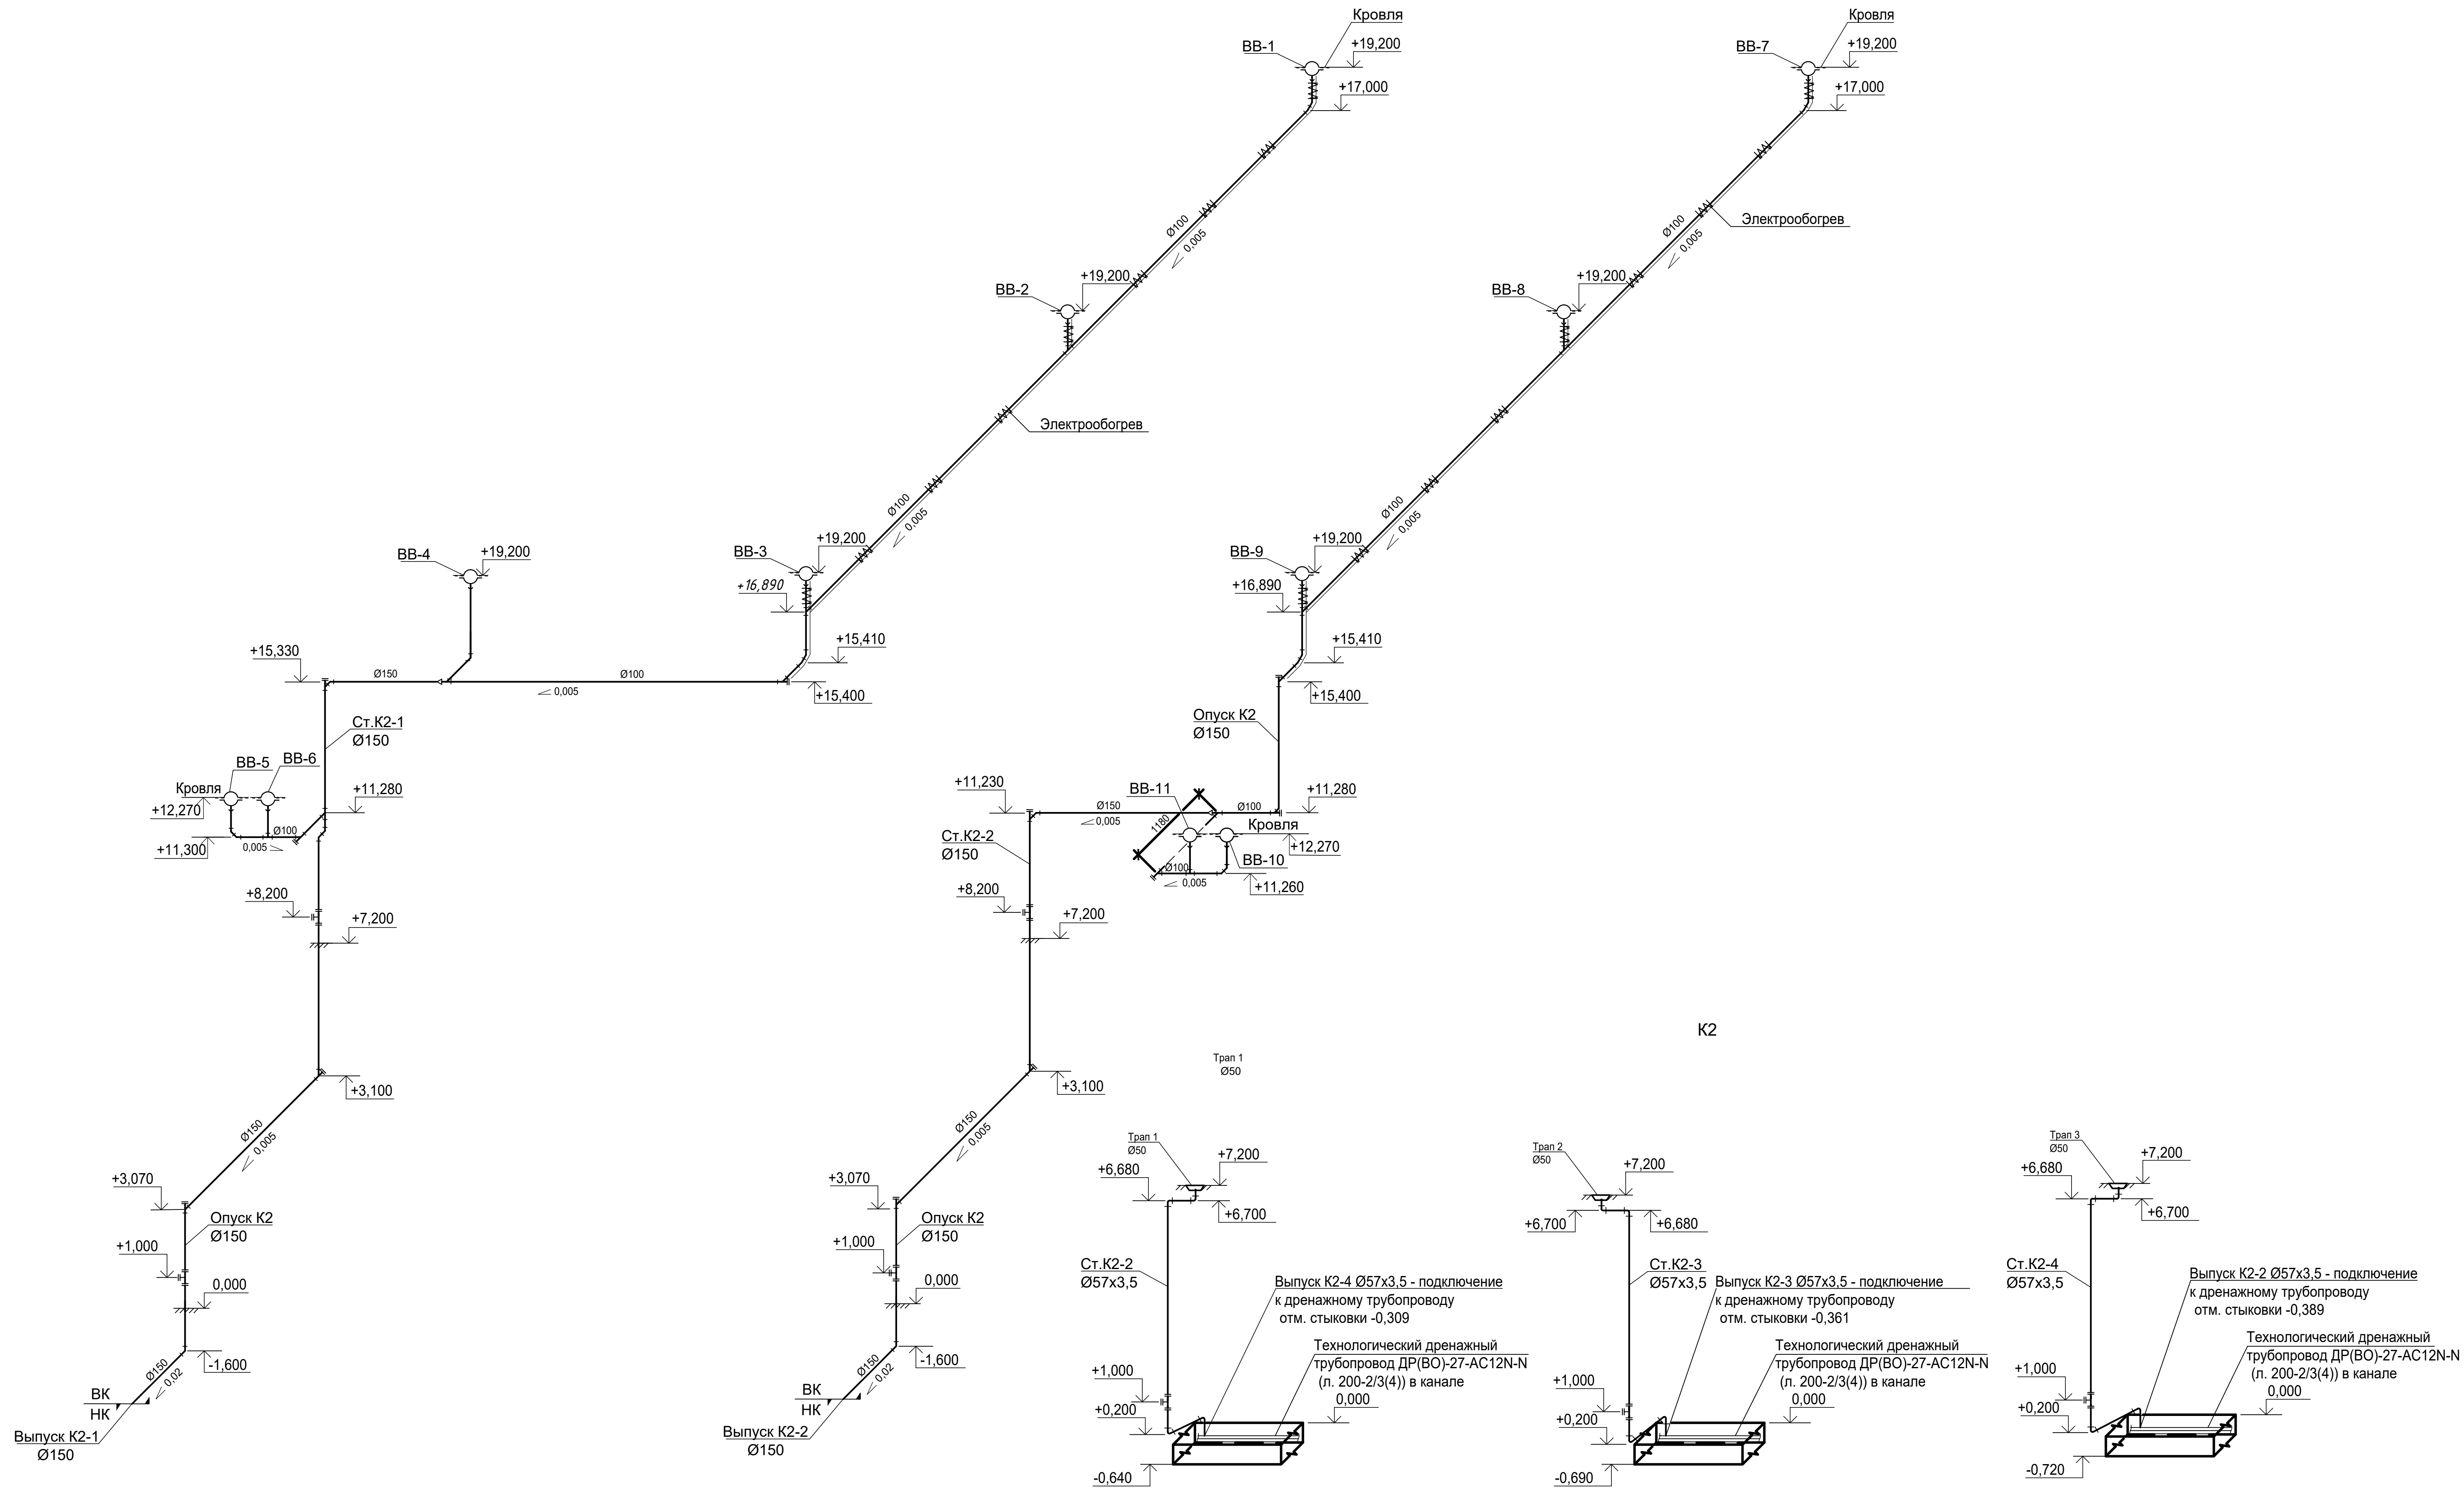 Кровля
ВВ-1
+19,200
+17,000
Ø100
0,005
ВВ-2
+19,200
Электрообогрев
Ø100
0,005
ВВ-3
+19,200
+16,890
+15,410
+15,400
ВВ-4
+19,200
+15,330
Ø150
Ø100
0,005
Ст.К2-1
Ø150
ВВ-5
ВВ-6
Кровля
+12,270
+11,280
Ø100
0,005
+11,300
+8,200
+7,200
+3,100
Ø150
0,005
+3,070
Опуск К2
Ø150
+1,000
0,000
-1,600
Ø150
0,02
ВК
НК
Выпуск К2-1
Ø150
Кровля
ВВ-7
+19,200
+17,000
Электрообогрев
Ø100
0,005
ВВ-8
+19,200
Ø100
0,005
ВВ-9
+19,200
+16,890
+15,410
+15,400
Опуск К2
Ø150
+11,230
ВВ-11
+11,280
Ø150
Ø100
0,005
1180
Кровля
+12,270
ВВ-10
Ø100
0,005
+11,260
Ст.К2-2
Ø150
+8,200
+7,200
+3,100
Ø150
0,005
+3,070
Опуск К2
Ø150
+1,000
0,000
-1,600
Ø150
0,02
ВК
НК
Выпуск К2-2
Ø150
К2
Трап 1
Ø50
Трап 1
Ø50
+7,200
+6,680
+6,700
Ст.К2-2
Ø57х3,5
Выпуск К2-4 Ø57х3,5 - подключение
к дренажному трубопроводу
отм. стыковки -0,309
Технологический дренажный
трубопровод ДР(ВО)-27-АС12N-N
(л. 200-2/3(4)) в канале
+1,000
0,000
+0,200
-0,640
Трап 2
Ø50
+7,200
+6,700
+6,680
Ст.К2-3
Ø57х3,5
Выпуск К2-3 Ø57х3,5 - подключение
к дренажному трубопроводу
отм. стыковки -0,361
Технологический дренажный
трубопровод ДР(ВО)-27-АС12N-N
(л. 200-2/3(4)) в канале
+1,000
0,000
+0,200
-0,690
Трап 3
Ø50
+7,200
+6,680
+6,700
Ст.К2-4
Ø57х3,5
Выпуск К2-2 Ø57х3,5 - подключение
к дренажному трубопроводу
отм. стыковки -0,389
Технологический дренажный
трубопровод ДР(ВО)-27-АС12N-N
(л. 200-2/3(4)) в канале
+1,000
0,000
+0,200
-0,720